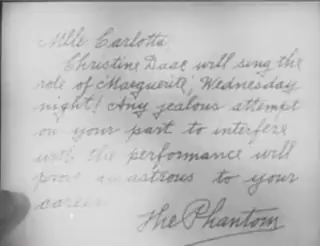 Mlle Carlotta,
Christine Daae will sing the
role of 'Marguerite', Wednesday
night! Any jealous attempt
on your part to interfere
with the performance will
to your
The Phantom